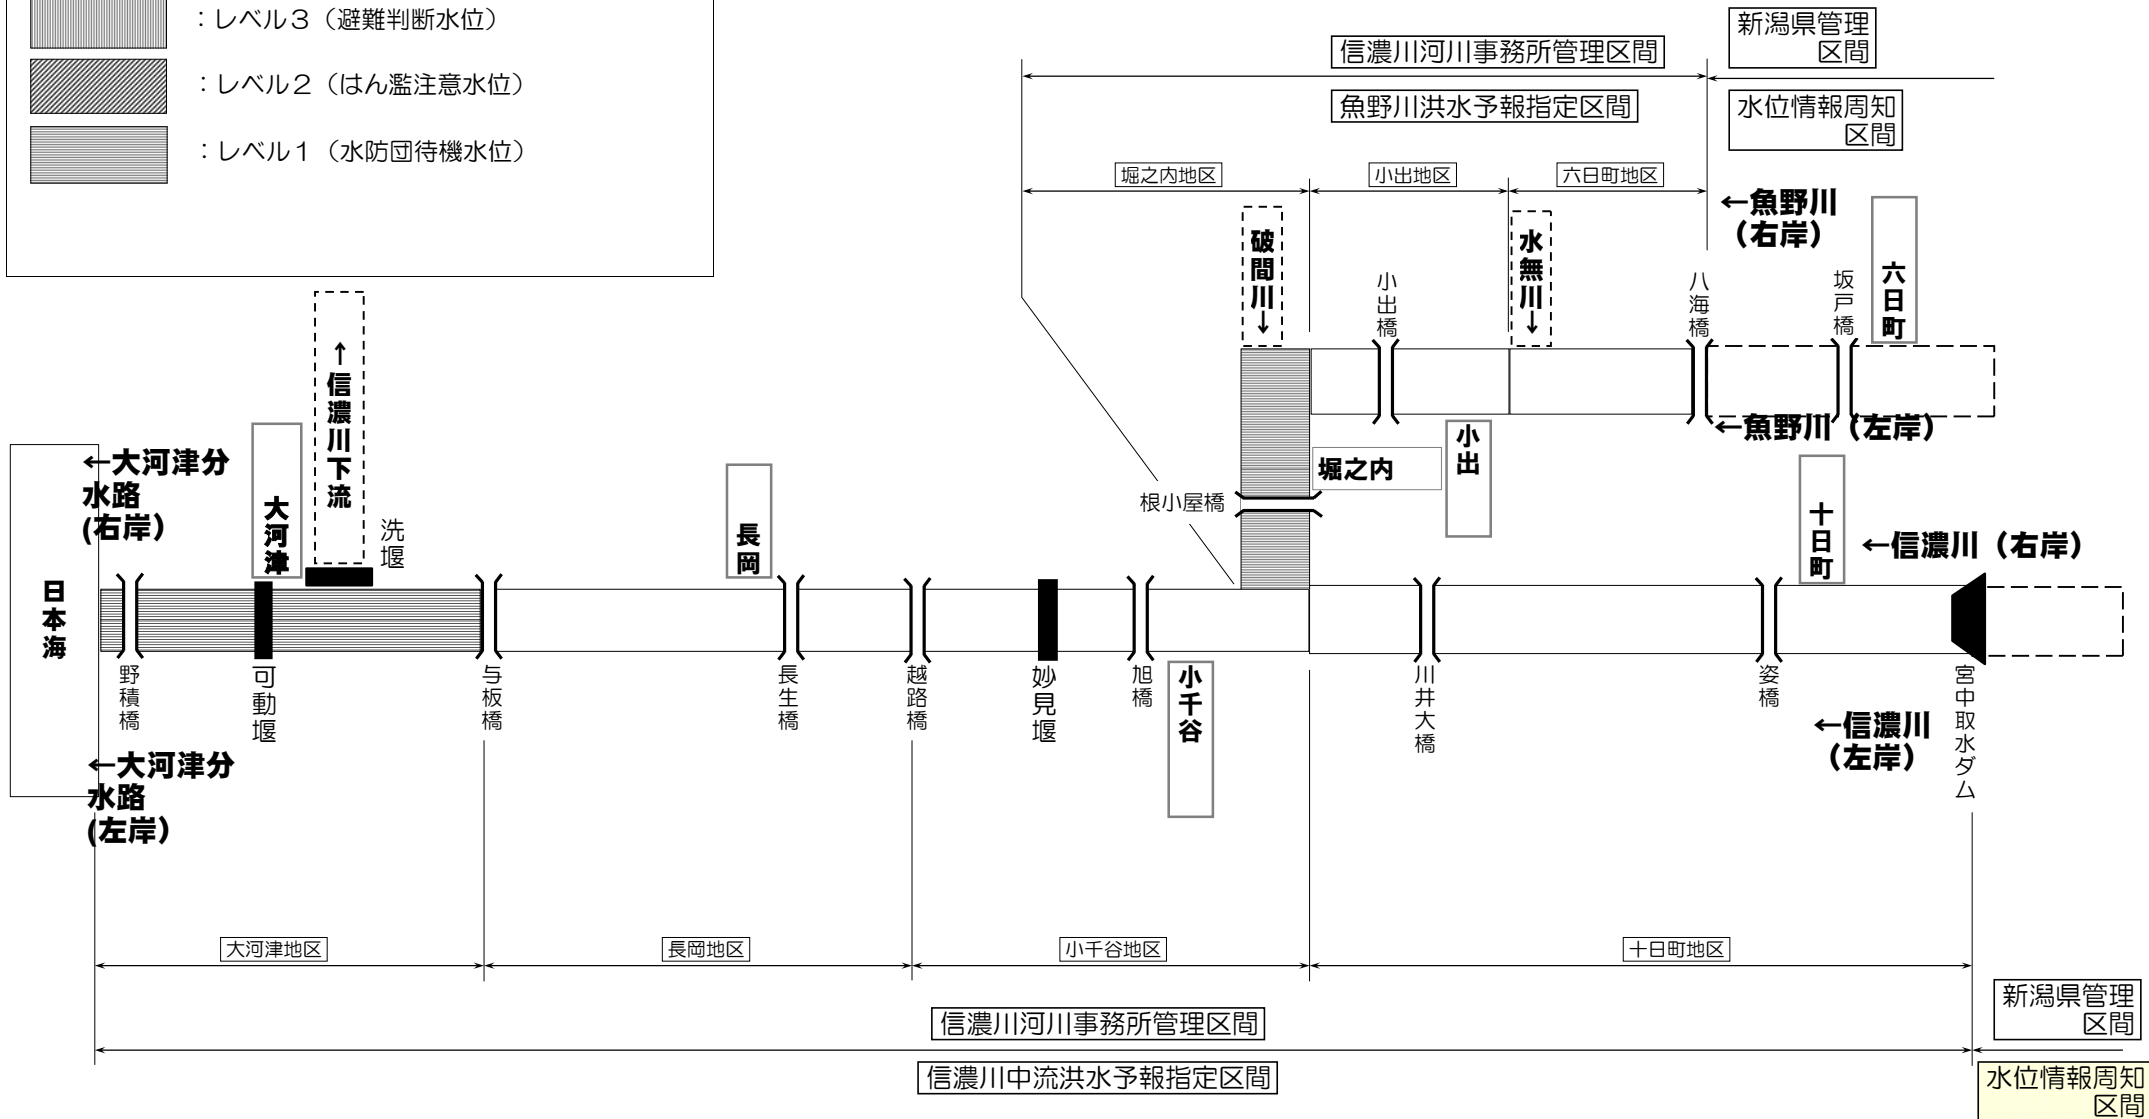 ：レベル３（避難判断水位）
：レベル２（はん濫注意水位）
：レベル１（水防団待機水位）
信濃川河川事務所管理区間
新潟県管理
区間
魚野川洪水予報指定区間
水位情報周知
区間
堀之内地区
小出地区
六日町地区
←魚野川
（右岸）
破間川→
水無川→
小出橋
八海橋
坂戸橋
六日町
←魚野川（左岸）
←信濃川下流
洗堰
大河津
←大河津分
水路
(右岸）
日本海
長岡
根小屋橋
堀之内
小出
十日町
←信濃川（右岸）
野積橋
可動堰
与板橋
長生橋
越路橋
妙見堰
旭橋
小千谷
川井大橋
姿橋
宮中取水ダム
←信濃川
（左岸）
←大河津分
水路
(左岸）
大河津地区
長岡地区
小千谷地区
十日町地区
信濃川河川事務所管理区間
新潟県管理
区間
信濃川中流洪水予報指定区間
水位情報周知
区間